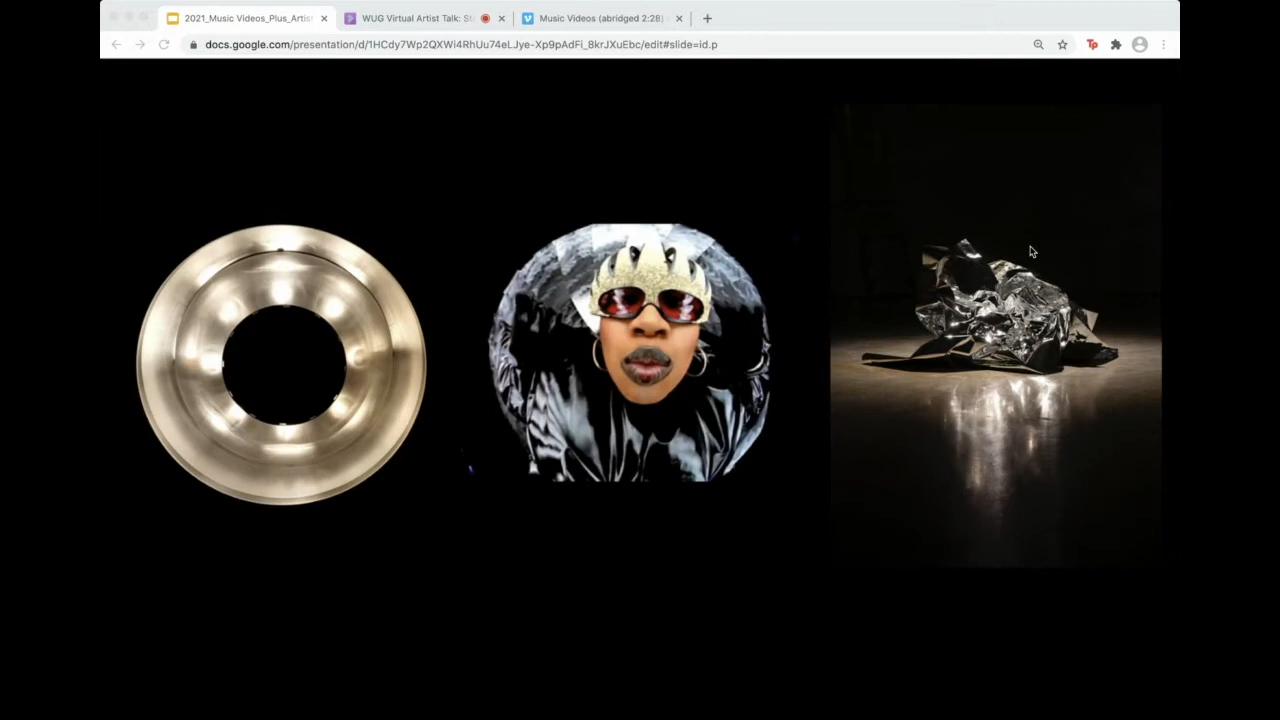 2021_Music Videos_Plus_Artis
WUG Virtual Artist Talk: St
Music Videos (abridged 2:28)
docs.google.com/presentation/d/1HCdy7Wp2QXWi4RhUu74eLJye-Xp9pAdFi_8krJXuEbc/edit#slide=id.p
Tp